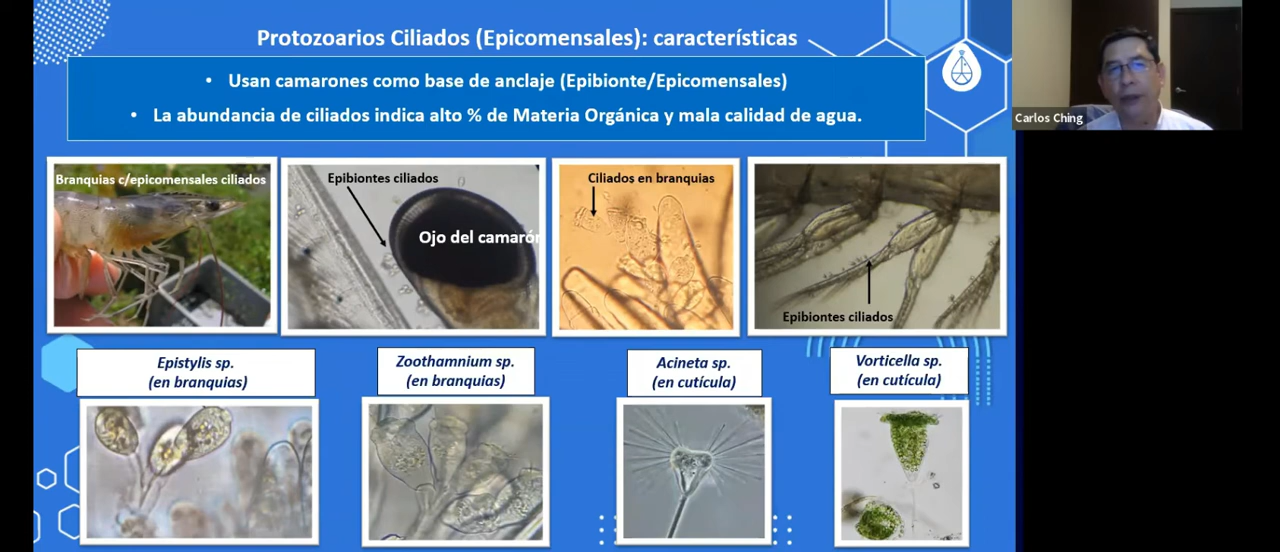 Protozoarios Ciliados (Epicomensales): características
• Usan camarones como base de anclaje (Epibionte/Epicomensales)
• La abundancia de ciliados indica alto % de Materia Orgánica y mala calidad de agua.
Carlos Ching
Branquias c/epicomensales ciliados
Epibiontes ciliados
Ojo del camarón
Ciliados en branquias
Epibiontes ciliados
Epistylis sp.
(en branquias)
Zoothamnium sp.
(en branquias)
Acineta sp.
(en cutícula)
Vorticella sp.
(en cutícula)